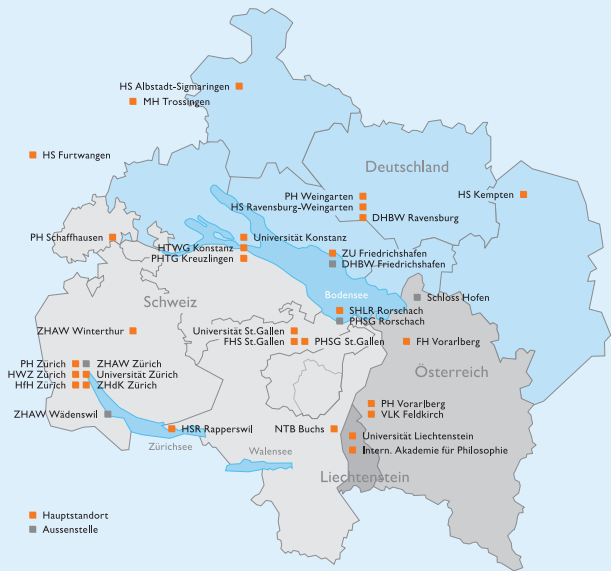 HS Albstadt-Sigmaringen
MH Trossingen
HS Furtwangen
Deutschland
PH Weingarten
HS Kempten
HS Ravensburg-Weingarten
DHBW Ravensburg
PH Schaffhausen
Universität Konstanz
HTWG Konstanz
ZU Friedrichshafen
PHTG Kreuzlingen
DHBW Friedrichshafen
Bodensee
Schloss Hofen
Schweiz
SHLR Rorschach
PHSG Rorschach
ZHAW Winterthur
Universität St.Gallen
FHS St.Gallen
PHSG St.Gallen
FH Vorarlberg
PH Zürich
ZHAW Zürich
HWZ Zürich
Universität Zürich
Österreich
HfH Zürich
ZHdK Zürich
PH Vorarlberg
ZHAW Wädenswil
VLK Feldkirch
HSR Rapperswil
NTB Buchs
Universität Liechtenstein
Zürichsee
Walensee
Intern. Akademie für Philosophie
Liechtenstein
Hauptstandort
Aussenstelle